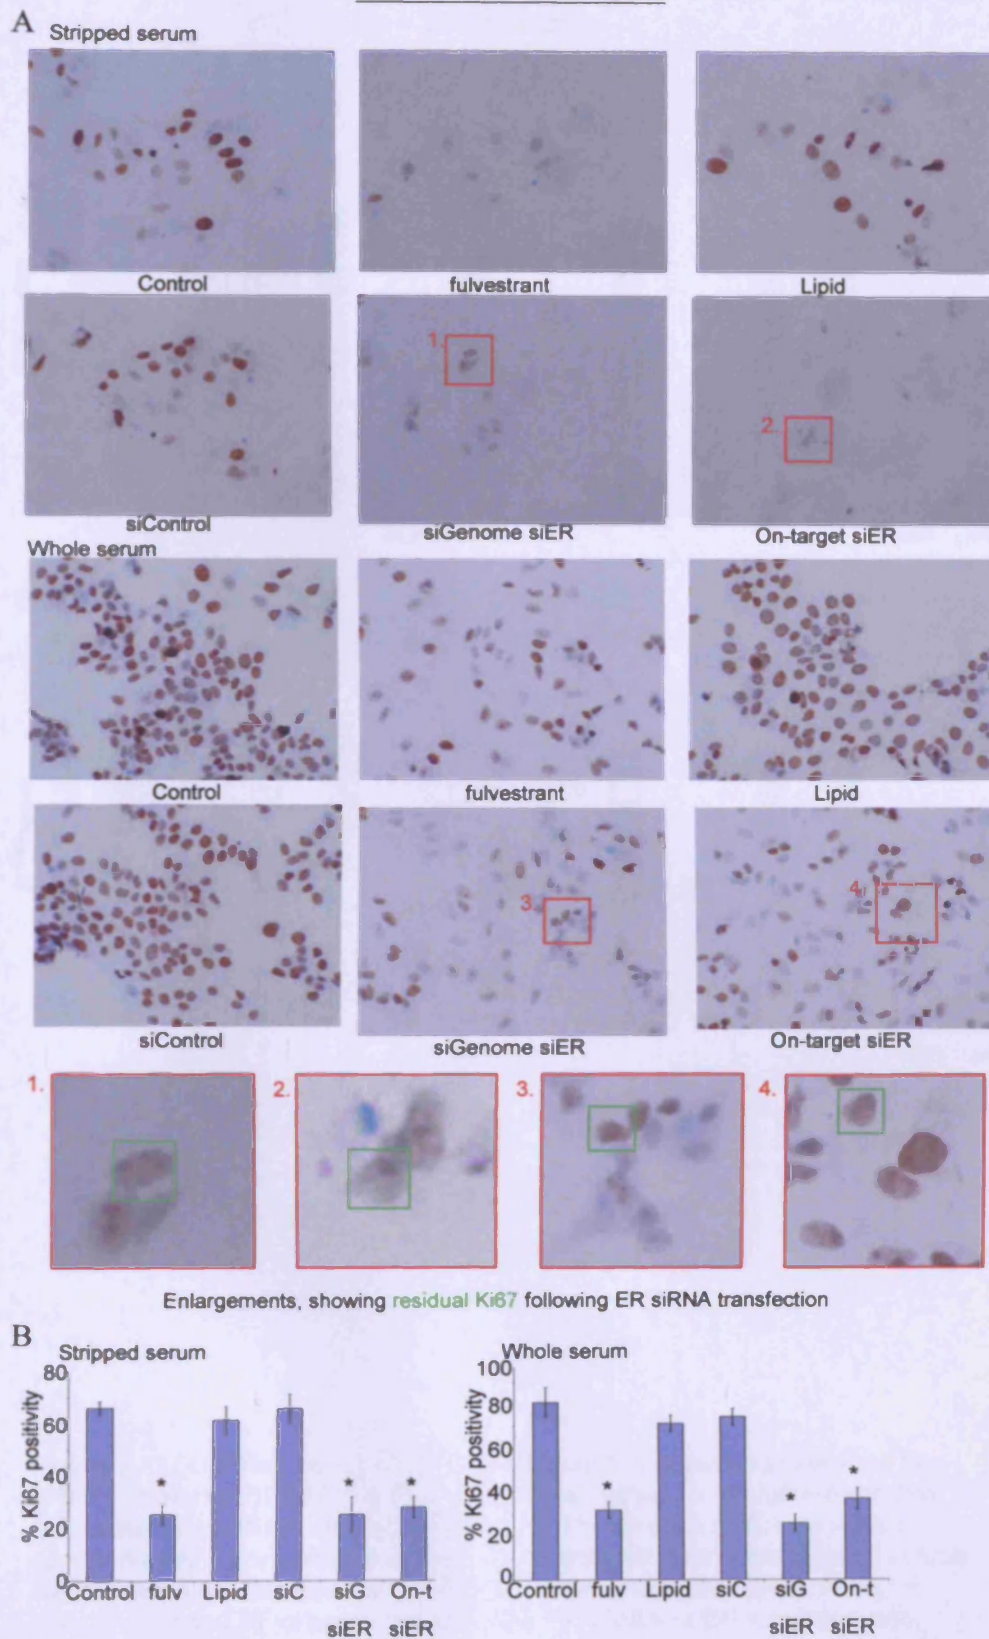 A
Stripped serum
Control fulvestrant Lipid
1.
2.
siControl siGenome siER On-target siER
Whole serum
Control fulvestrant Lipid
3.
4.
siControl siGenome siER On-target siER
1. 2. 3. 4.
Enlargements, showing residual Ki67 following ER siRNA transfection
B
Stripped serum
% Ki67 positivity
80
60
40
20
0
* * *
Control fulv Lipid siC siG On-t
siER siER
Whole serum
% Ki67 positivity
100
80
60
40
20
0
* * *
Control fulv Lipid siC siG On-t
siER siER